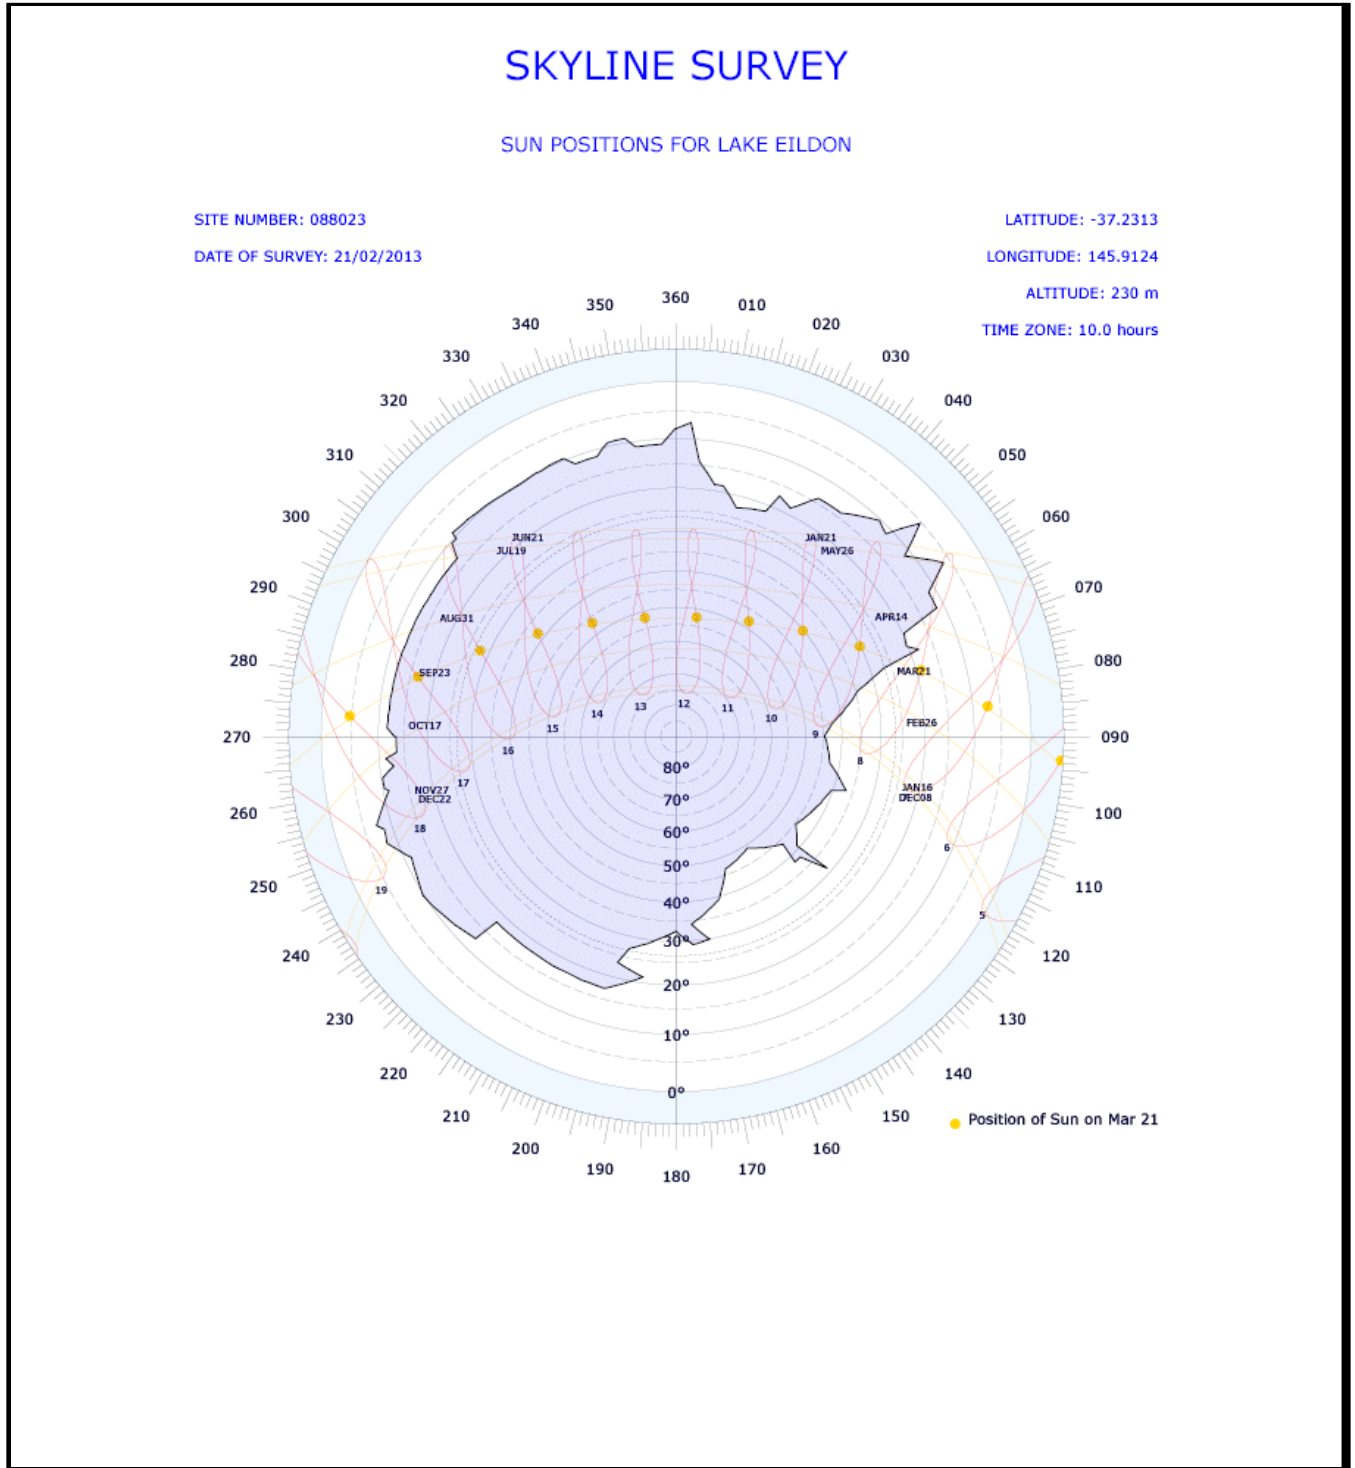 SKYLINE SURVEY
SUN POSITIONS FOR LAKE EILDON
SITE NUMBER: 088023
LATITUDE: -37.2313
DATE OF SURVEY: 21/02/2013
LONGITUDE: 145.9124
ALTITUDE: 230 m
TIME ZONE: 10.0 hours
360
350
010
340
020
330
030
320
040
310
050
300
060
290
070
280
080
270
090
260
100
250
110
240
120
230
130
220
140
210
150
200
160
190
170
180
JUN21
JUL19
JAN21
MAY26
AUG31
APR14
SEP23
MAR21
OCT17
FEB26
NOV27
DEC22
JAN16
DEC08
19
18
17
16
15
14
13
12
11
10
9
8
6
5
80°
70°
60°
50°
40°
30°
20°
10°
0°
Position of Sun on Mar 21